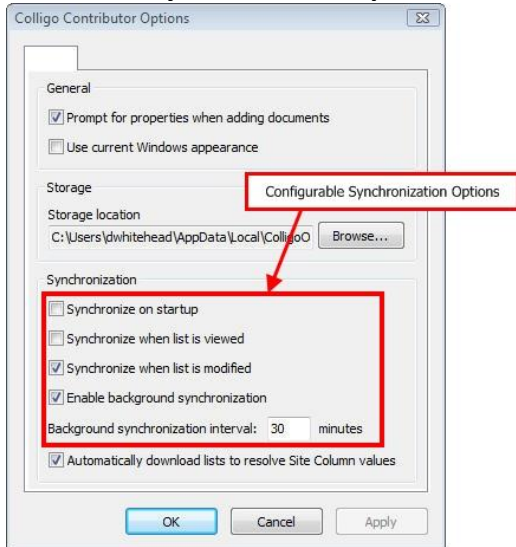 Colligo Contributor Options
General
Prompt for properties when adding documents
Use current Windows appearance
Storage
Configurable Synchronization Options
Storage location
C:\Users\dwhitehead\AppData\Local\ColligoO
Browse...
Synchronization
Synchronize on startup
Synchronize when list is viewed
Synchronize when list is modified
Enable background synchronization
Background synchronization interval: 30 minutes
Automatically download lists to resolve Site Column values
OK Cancel Apply